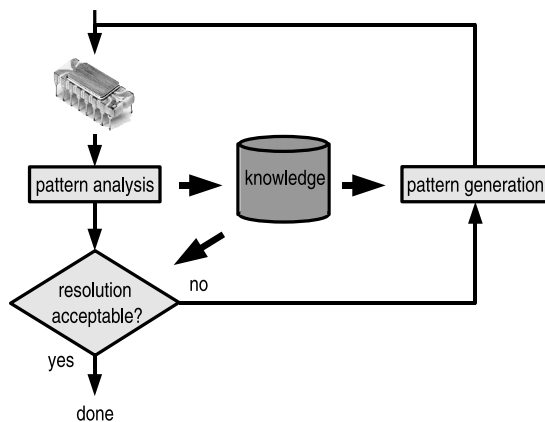 pattern analysis
knowledge
pattern generation
resolution
acceptable?
no
yes
done